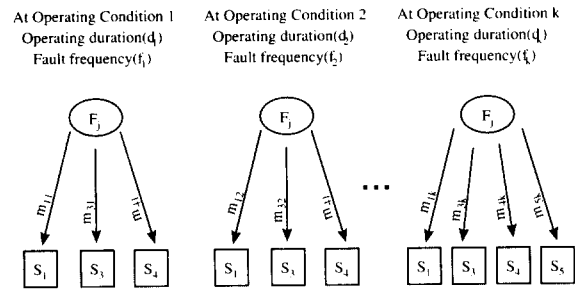 At Operating Condition 1
Operating duration(d₁)
Fault frequency(f₁)
At Operating Condition 2
Operating duration(d₂)
Fault frequency(f₂)
At Operating Condition k
Operating duration(dₖ)
Fault frequency(fₖ)
Fⱼ
Fⱼ
Fⱼ
m₁₁
m₃₁
m₁₂
m₃₂
...
m₁ₖ
m₃ₖ
m₄ₖ
m₅ₖ
S₁
S₃
S₄
S₁
S₃
S₄
S₁
S₃
S₄
S₅